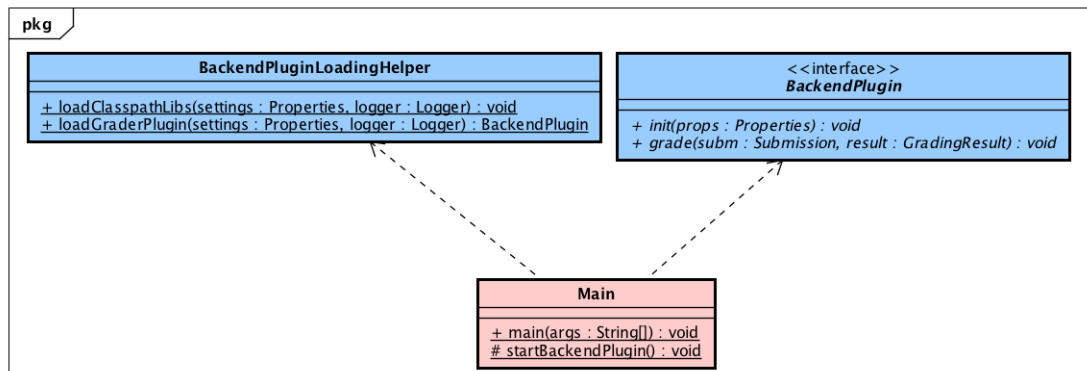 pkg
BackendPluginLoadingHelper
+ loadClasspathLibs(settings : Properties, logger : Logger) : void
+ loadGraderPlugin(settings : Properties, logger : Logger) : BackendPlugin
<<interface>>
BackendPlugin
+ init(props : Properties) : void
+ grade(subm : Submission, result : GradingResult) : void
Main
+ main(args : String[]) : void
# startBackendPlugin() : void